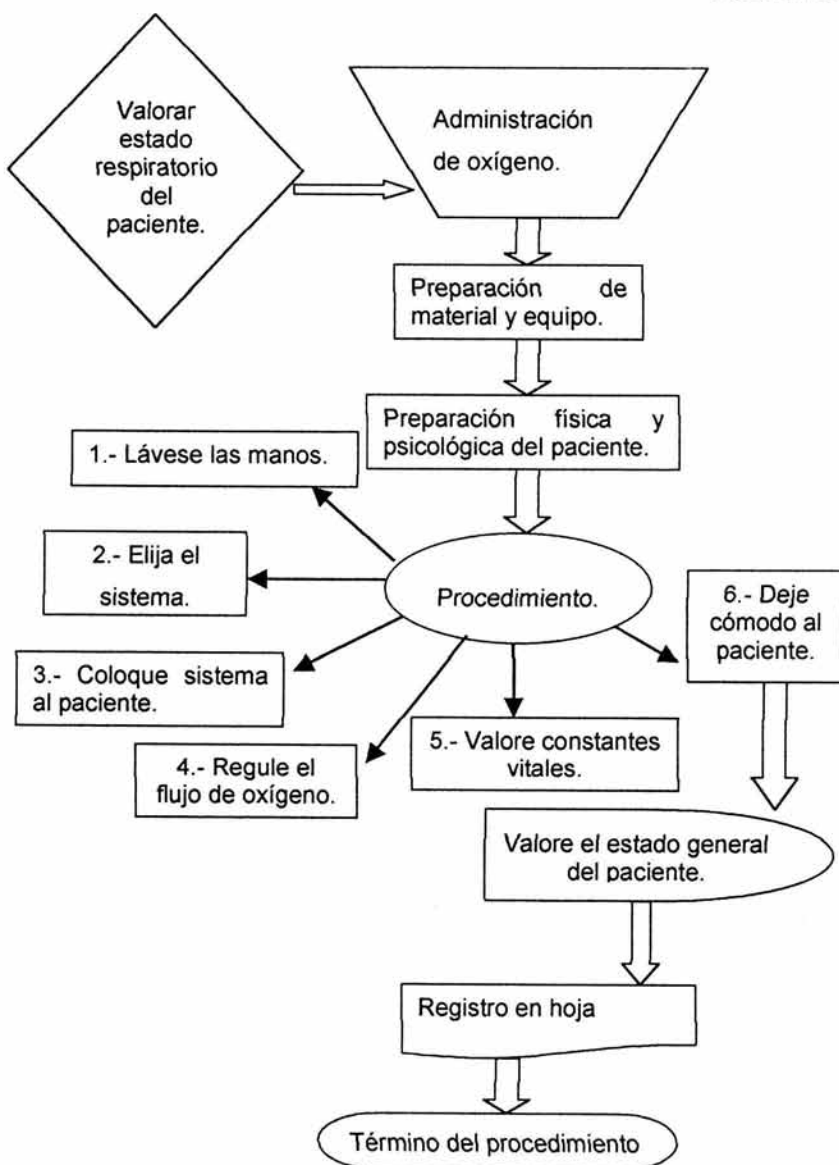 Valorar
estado
respiratorio
del
paciente.
Administración
de oxígeno.
Preparación de
material y equipo.
Preparación física y
psicológica del paciente.
1.- Lávese las manos.
2.- Elija el
sistema.
Procedimiento.
3.- Coloque sistema
al paciente.
4.- Regule el
flujo de oxígeno.
5.- Valore constantes
vitales.
6.- Deje
cómodo al
paciente.
Valore el estado general
del paciente.
Registro en hoja
Término del procedimiento